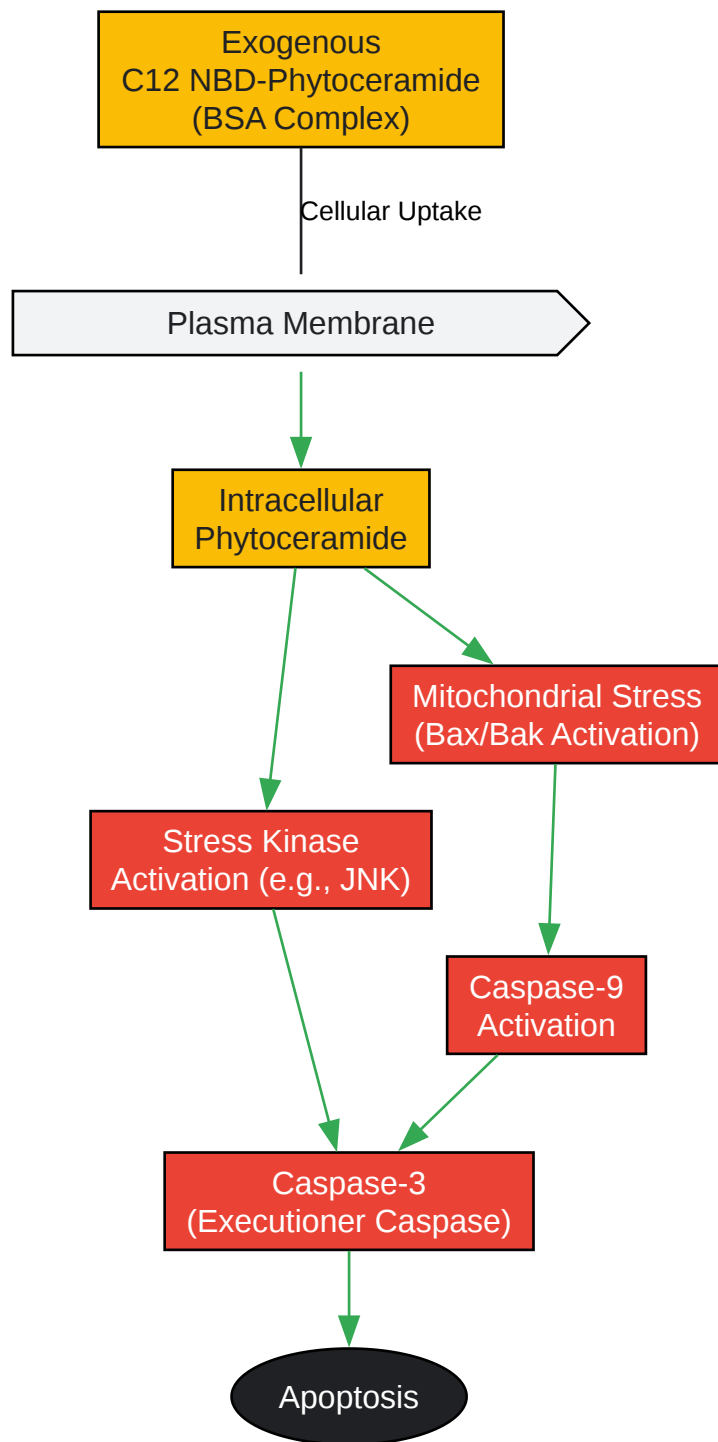 Exogenous
C12 NBD-Phytoceramide
(BSA Complex)
Cellular Uptake
Plasma Membrane
Intracellular
Phytoceramide
Mitochondrial Stress
(Bax/Bak Activation)
Stress Kinase
Activation (e.g., JNK)
Caspase-9
Activation
Caspase-3
(Executioner Caspase)
Apoptosis